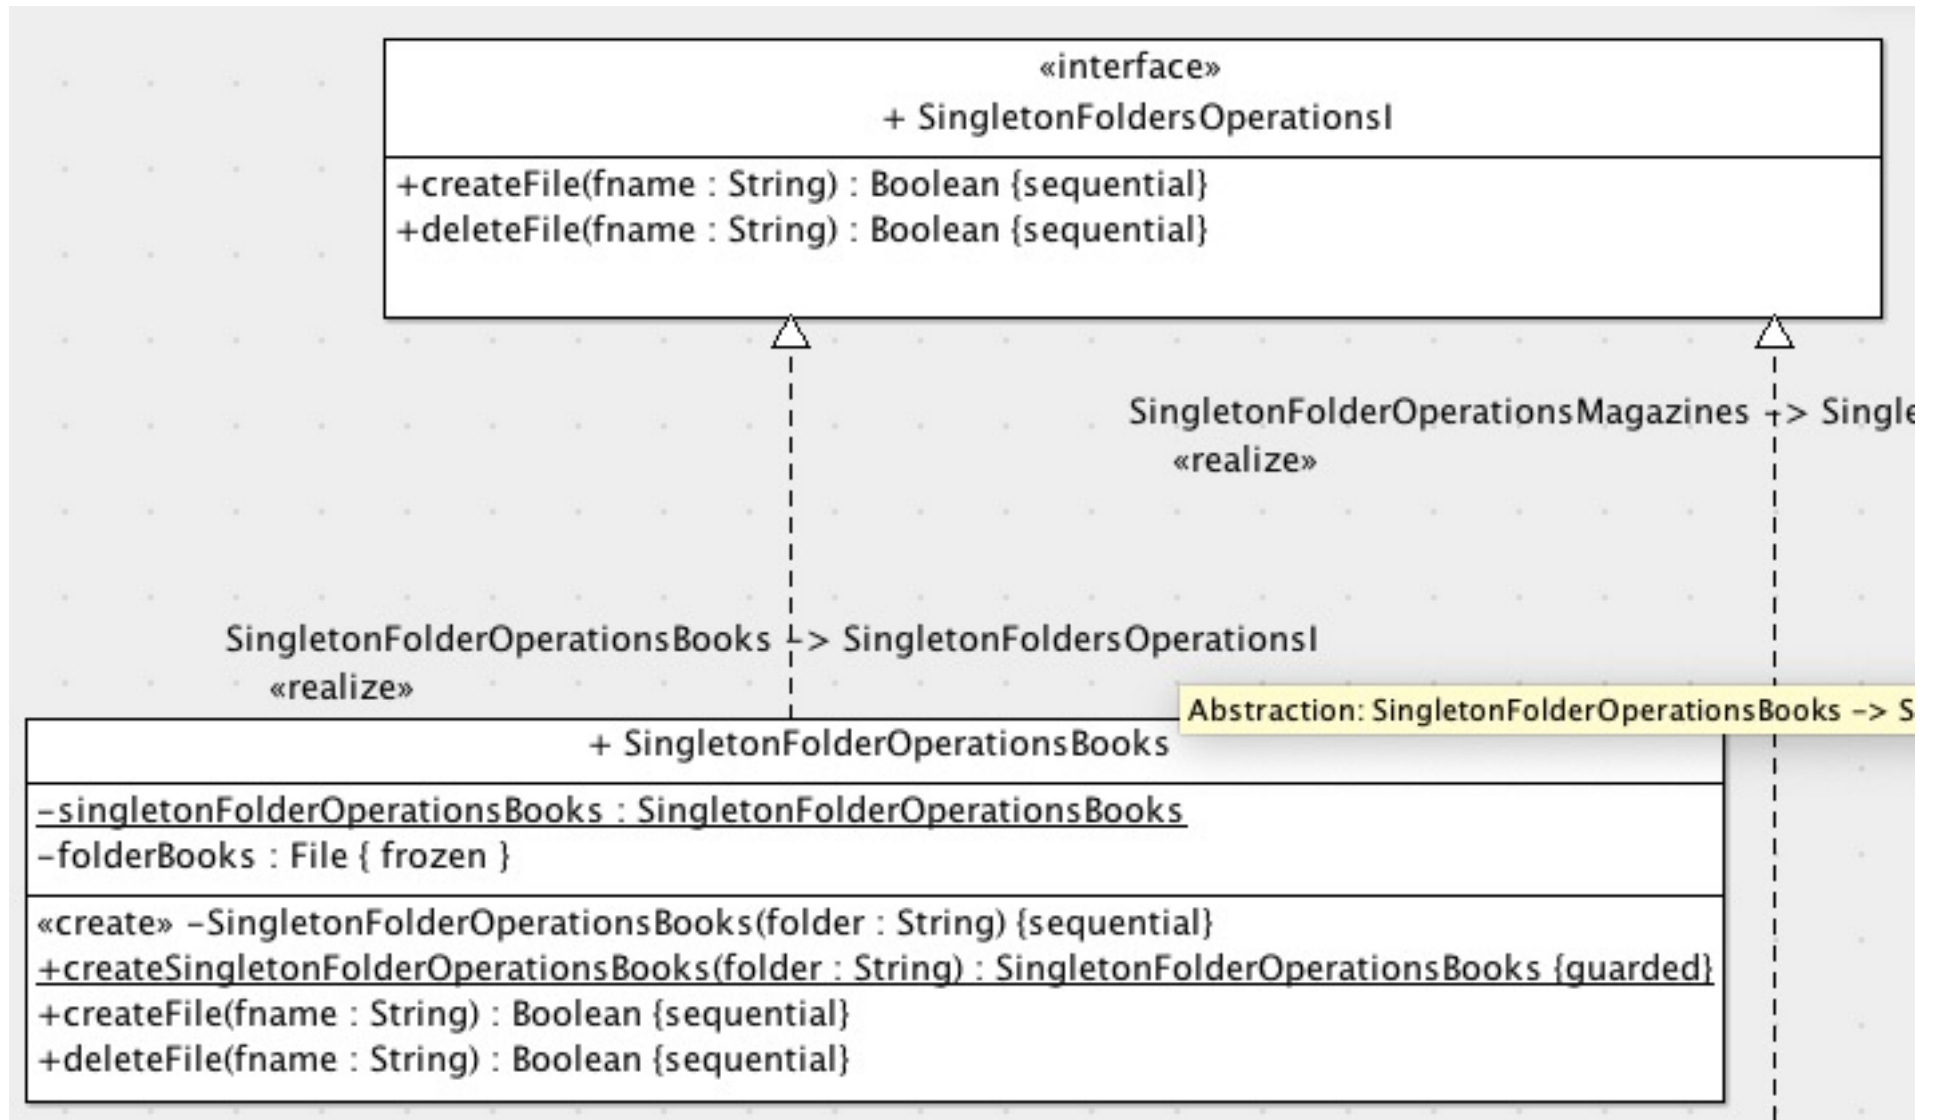 «interface»
+ SingletonFoldersOperationsI
+createFile(fname : String) : Boolean {sequential}
+deleteFile(fname : String) : Boolean {sequential}
SingletonFolderOperationsMagazines -> Single
«realize»
SingletonFolderOperationsBooks -> SingletonFoldersOperationsI
«realize»
Abstraction: SingletonFolderOperationsBooks -> S
+ SingletonFolderOperationsBooks
-singletonFolderOperationsBooks : SingletonFolderOperationsBooks
-folderBooks : File { frozen }
«create» -SingletonFolderOperationsBooks(folder : String) {sequential}
+createSingletonFolderOperationsBooks(folder : String) : SingletonFolderOperationsBooks {guarded}
+createFile(fname : String) : Boolean {sequential}
+deleteFile(fname : String) : Boolean {sequential}